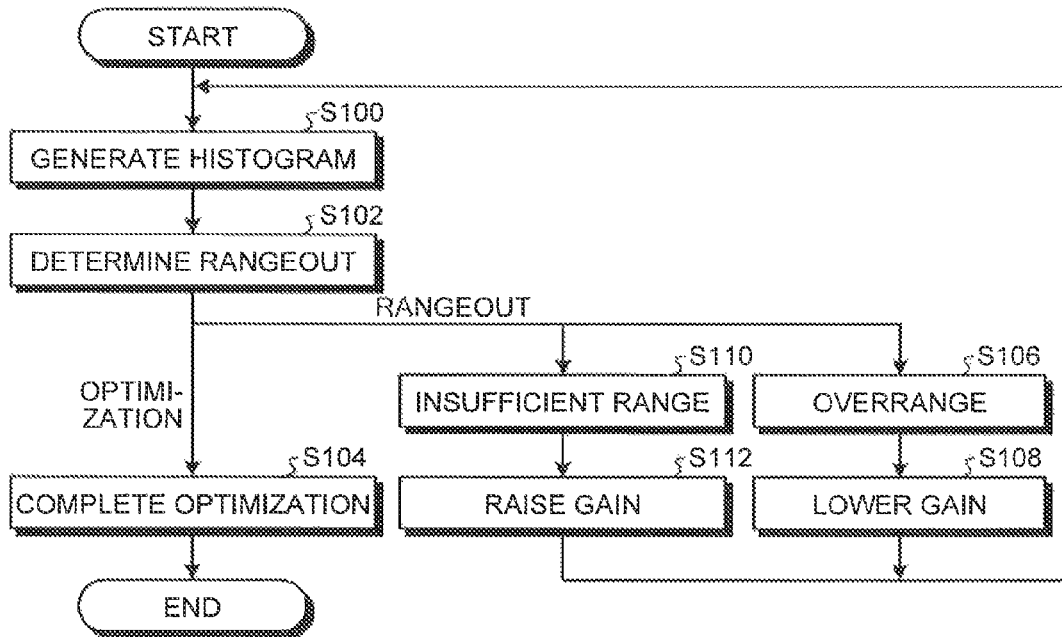 START
S100
GENERATE HISTOGRAM
S102
DETERMINE RANGEOUT
RANGEOUT
OPTIMI-
ZATION
S110
INSUFFICIENT RANGE
S106
OVERRANGE
S104
COMPLETE OPTIMIZATION
S112
RAISE GAIN
S108
LOWER GAIN
END